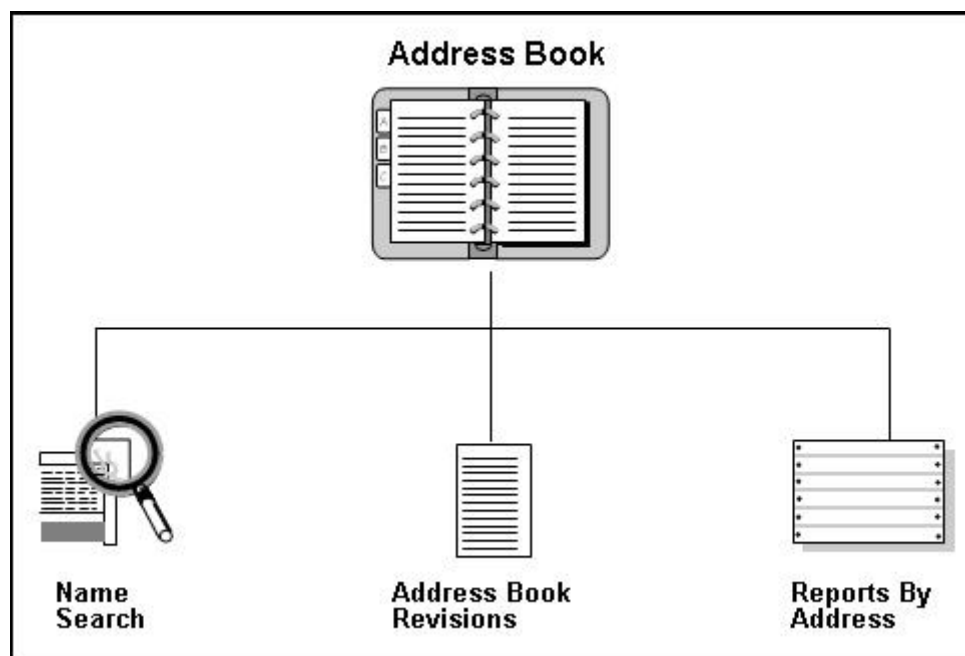 Address Book
A
B
C
Name
Search
Address Book
Revisions
Reports By
Address